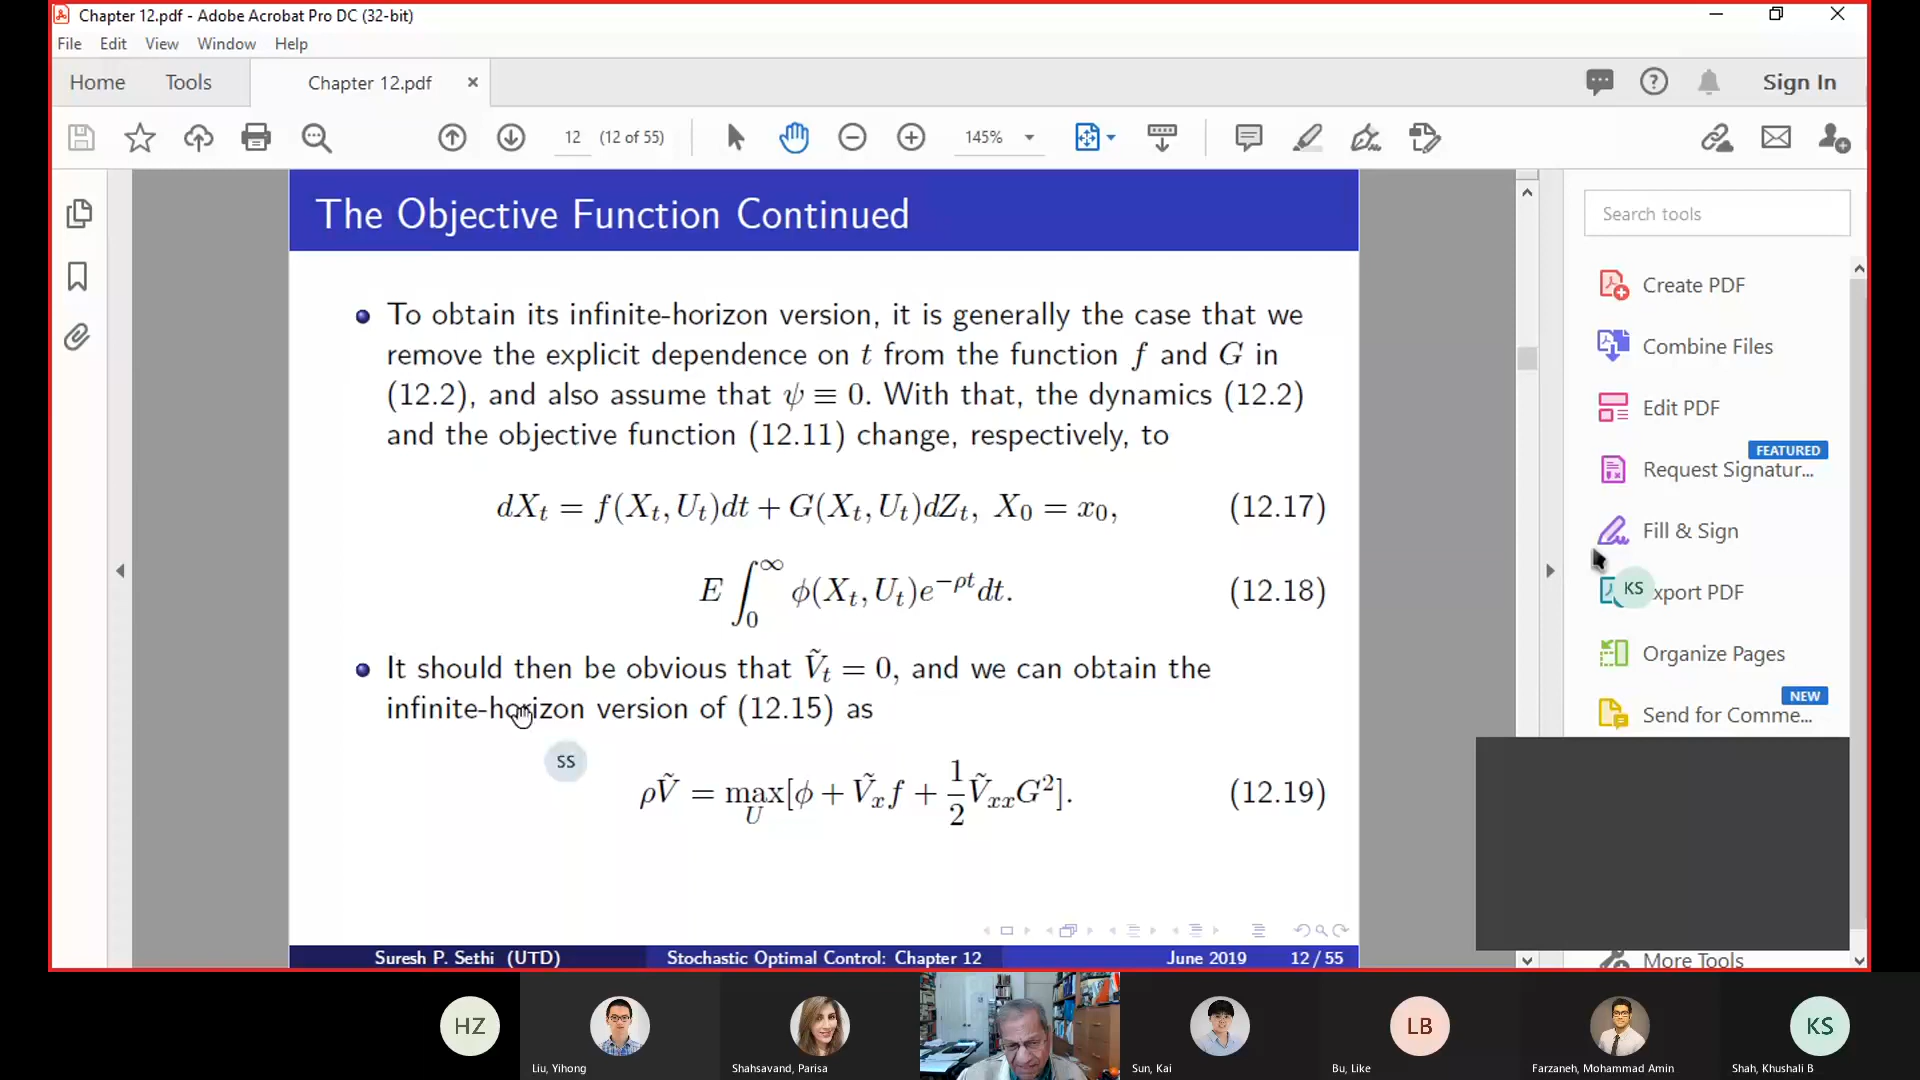 Chapter 12.pdf - Adobe Acrobat Pro DC (32-bit)
File Edit View Window Help
Home Tools Chapter 12.pdf × Sign In
12 (12 of 55) 145%
The Objective Function Continued
To obtain its infinite-horizon version, it is generally the case that we
remove the explicit dependence on t from the function f and G in
(12.2), and also assume that ψ ≡ 0. With that, the dynamics (12.2)
and the objective function (12.11) change, respectively, to
dX_t = f(X_t, U_t)dt + G(X_t, U_t)dZ_t, X_0 = x_0, (12.17)
E ∫_0^∞ φ(X_t, U_t)e^{−ρt}dt. (12.18)
It should then be obvious that Ṽ_t = 0, and we can obtain the
infinite-horizon version of (12.15) as
SS
ρṼ = max_U[φ + Ṽ_x f + 1/2 Ṽ_xx G²]. (12.19)
Suresh P. Sethi (UTD) Stochastic Optimal Control: Chapter 12 June 2019 12 / 55
Search tools
Create PDF
Combine Files
Edit PDF
FEATURED
Request Signatur...
Fill & Sign
KS
xport PDF
Organize Pages
NEW
Send for Comme...
More Tools
HZ LB KS
Liu, Yihong Shahsavand, Parisa Sun, Kai Bu, Like Farzaneh, Mohammad Amin Shah, Khushali B